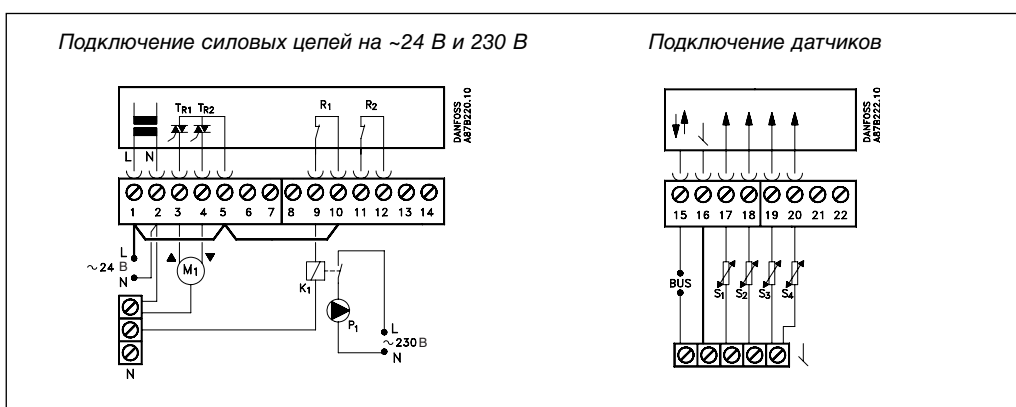 Подключение силовых цепей на ~24 В и 230 В
Подключение датчиков
TR1 TR2
R1
R2
L N
DANFOSS
A87B220.10
1 2 3 4 5 6 7 8 9 10 11 12 13 14
L
~24 В
N
M1
K1
P1
L
~230 В
N
N
DANFOSS
A87B222.10
15 16 17 18 19 20 21 22
BUS
S1 S2 S3 S4